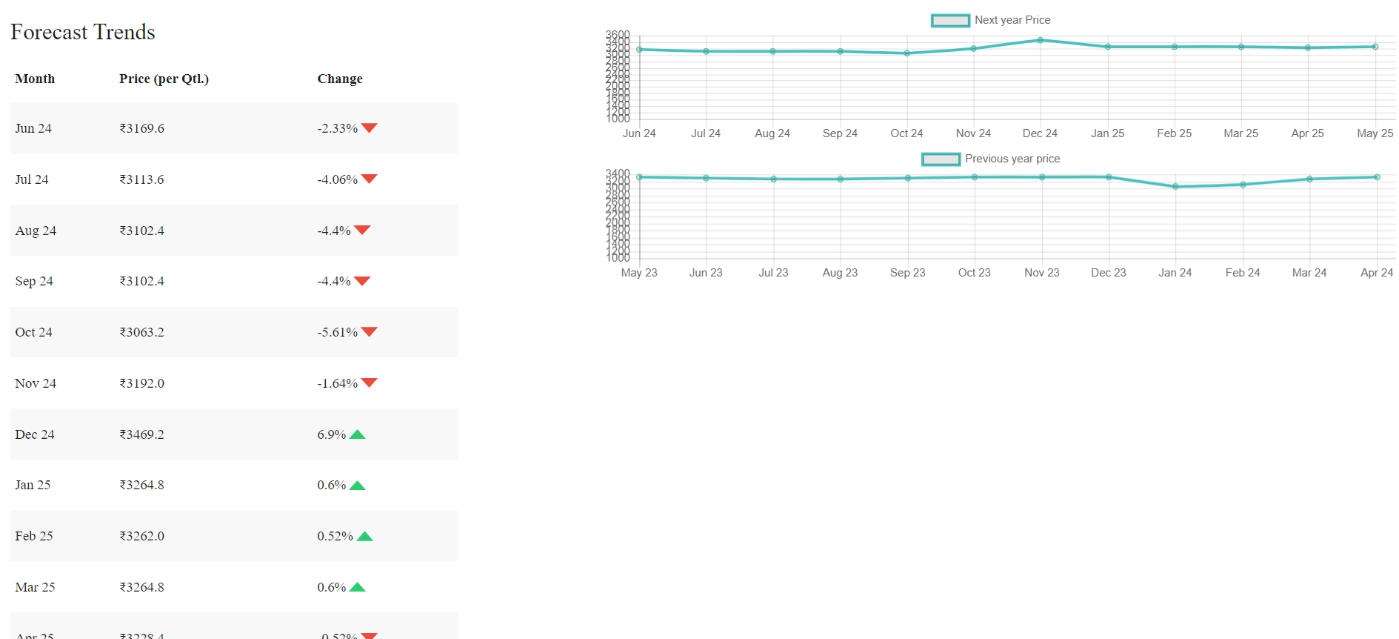 Forecast Trends
Month Price (per Qtl.) Change
Jun 24 ₹3169.6 -2.33%
Jul 24 ₹3113.6 -4.06%
Aug 24 ₹3102.4 -4.4%
Sep 24 ₹3102.4 -4.4%
Oct 24 ₹3063.2 -5.61%
Nov 24 ₹3192.0 -1.64%
Dec 24 ₹3469.2 6.9%
Jan 25 ₹3264.8 0.6%
Feb 25 ₹3262.0 0.52%
Mar 25 ₹3264.8 0.6%
Apr 25 ₹3228.4 -0.52%
Next year Price
3600
3400
3200
3000
2800
2600
2400
2200
2000
1800
1600
1400
1200
1000
Jun 24 Jul 24 Aug 24 Sep 24 Oct 24 Nov 24 Dec 24 Jan 25 Feb 25 Mar 25 Apr 25 May 25
Previous year price
3400
3200
3000
2800
2600
2400
2200
2000
1800
1600
1400
1200
1000
May 23 Jun 23 Jul 23 Aug 23 Sep 23 Oct 23 Nov 23 Dec 23 Jan 24 Feb 24 Mar 24 Apr 24